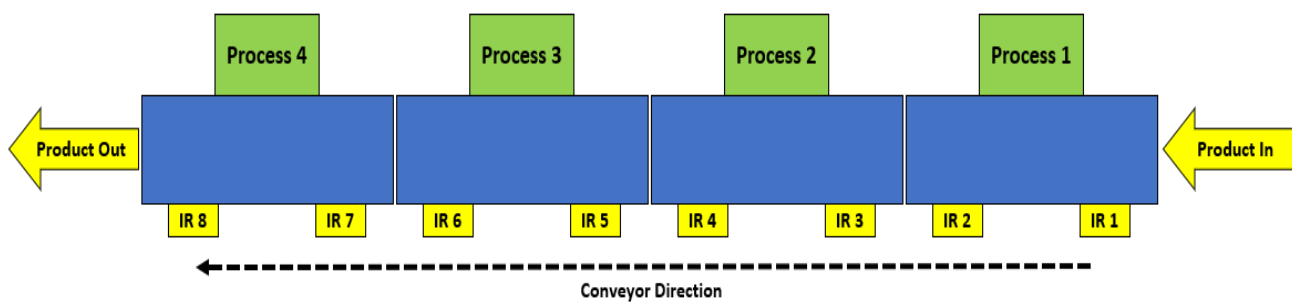 Process 4
Process 3
Process 2
Process 1
Product Out
Product In
IR 8
IR 7
IR 6
IR 5
IR 4
IR 3
IR 2
IR 1
Conveyor Direction